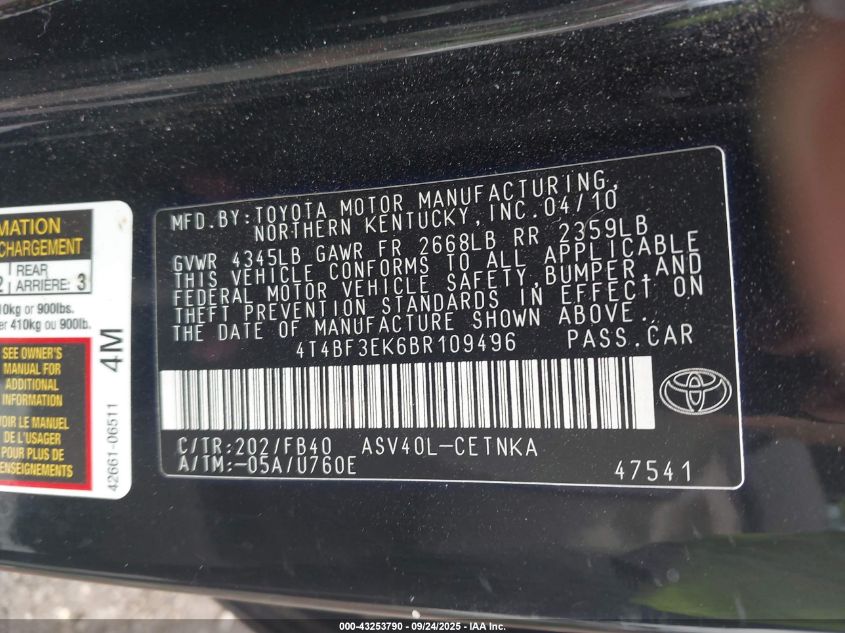 MFD.BY:TOYOTA MOTOR MANUFACTURING,
NORTHERN KENTUCKY,INC.04/10
GVWR 4345LB GAWR FR 2668LB RR 2359LB
THIS VEHICLE CONFORMS TO ALL APPLICABLE
FEDERAL MOTOR VEHICLE SAFETY,BUMPER,AND
THEFT PREVENTION STANDARDS IN EFFECT ON
THE DATE OF MANUFACTURE SHOWN ABOVE.
4T4BF3EK6BR109496 PASS.CAR
C/TR:202/FB40 ASV40L-CETNKA
A/TM:-05A/U760E
47541
MATION
CHARGEMENT
REAR
ARRIÈRE: 3
10kg or 900lbs.
er 410kg ou 900lb.
SEE OWNER'S
MANUAL FOR
ADDITIONAL
INFORMATION
VOIR LE MANUEL
DE L'USAGER
POUR PLUS DE
RENSEIGNEMENTS
4M
42661-06511
000-43253790 - 09/24/2025 - IAA Inc.